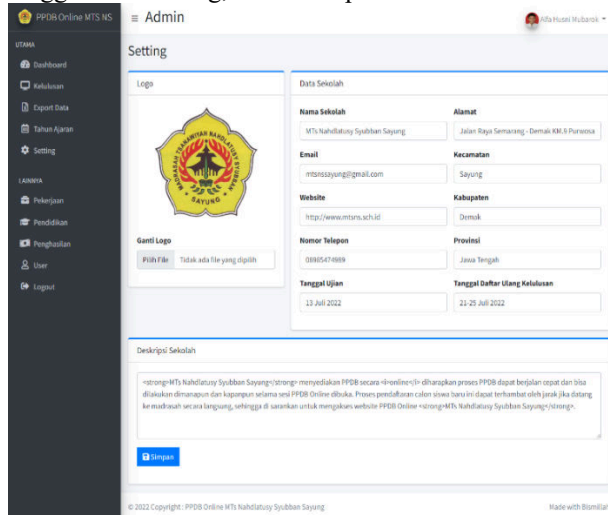 PPDB Online MTS NS
≡ Admin
Alfa Husni Mubarok
UTAMA
Dashboard
Kelulusan
Export Data
Tahun Ajaran
Setting
LAINNYA
Pekerjaan
Pendidikan
Penghasilan
User
Logout
Setting
Logo
MADRASAH TSANAWIYAH NAHDLATUSY SYUBBAN
SAYUNG
Ganti Logo
Pilih File Tidak ada file yang dipilih
Data Sekolah
Nama Sekolah
MTs Nahdlatusy Syubban Sayung
Email
mtsnssayung@gmail.com
Website
http://www.mtsns.sch.id
Nomor Telepon
08985474989
Tanggal Ujian
13 Juli 2022
Alamat
Jalan Raya Semarang - Demak KM.9 Purwosa
Kecamatan
Sayung
Kabupaten
Demak
Provinsi
Jawa Tengah
Tanggal Daftar Ulang Kelulusan
21-25 Juli 2022
Deskripsi Sekolah
<strong>MTs Nahdlatusy Syubban Sayung</strong> menyediakan PPDB secara <i>online</i> diharapkan proses PPDB dapat berjalan cepat dan bisa
dilakukan dimanapun dan kapanpun selama sesi PPDB Online dibuka. Proses pendaftaran calon siswa baru ini dapat terhambat oleh jarak jika datang
ke madrasah secara langsung, sehingga di sarankan untuk mengakses website PPDB Online <strong>MTs Nahdlatusy Syubban Sayung</strong>.
Simpan
© 2022 Copyright : PPDB Online MTs Nahdlatusy Syubban Sayung
Made with Bismillah